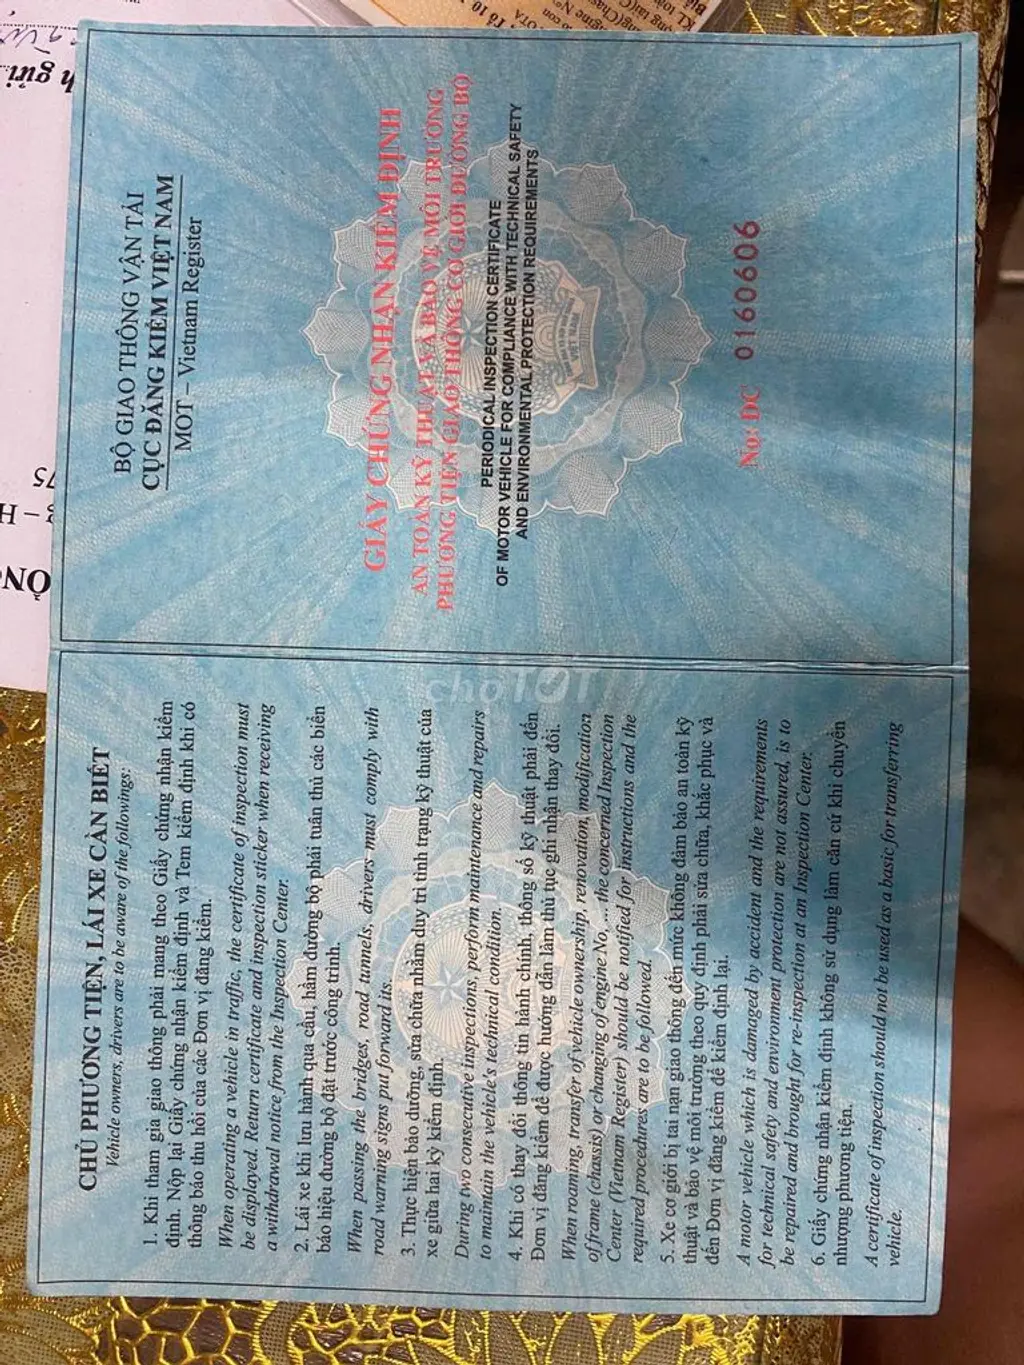 BỘ GIAO THÔNG VẬN TẢI
CỤC ĐĂNG KIỂM VIỆT NAM
MOT – Vietnam Register
GIẤY CHỨNG NHẬN KIỂM ĐỊNH
AN TOÀN KỸ THUẬT VÀ BẢO VỆ MÔI TRƯỜNG
PHƯƠNG TIỆN GIAO THÔNG CƠ GIỚI ĐƯỜNG BỘ
PERIODICAL INSPECTION CERTIFICATE
OF MOTOR VEHICLE FOR COMPLIANCE WITH TECHNICAL SAFETY
AND ENVIRONMENTAL PROTECTION REQUIREMENTS
No: DC 0160606
VIỆT NAM
CHỦ PHƯƠNG TIỆN, LÁI XE CẦN BIẾT
Vehicle owners, drivers are to be aware of the followings:
1. Khi tham gia giao thông phải mang theo Giấy chứng nhận kiểm
định. Nộp lại Giấy chứng nhận kiểm định và Tem kiểm định khi có
thông báo thu hồi của các Đơn vị đăng kiểm.
When operating a vehicle in traffic, the certificate of inspection must
be displayed. Return certificate and inspection sticker when receivng
a withdrawal notice from the Inspection Center.
2. Lái xe khi lưu hành qua cầu, hầm đường bộ phải tuân thủ các biển
báo hiệu đường bộ đặt trước công trình.
When passing the bridges, road tunnels, drivers must comply with
road warning signs put forward its.
3. Thực hiện bảo dưỡng, sửa chữa nhằm duy trì tình trạng kỹ thuật của
xe giữa hai kỳ kiểm định.
During two consecutive inspections, perform maintenance and repairs
to maintain the vehicle's technical condition.
4. Khi có thay đổi thông tin hành chính, thông số kỹ thuật phải đến
Đơn vị đăng kiểm để được hướng dẫn làm thủ tục ghi nhận thay đổi.
When roaming, transfer of vehicle ownership, renovation, modification
of frame (chassis) or changing of engine No, ... the concerned Inspection
Center (Vietnam Register) should be notified for instructions and the
required procedures are to be followed.
5. Xe cơ giới bị tai nạn giao thông đến mức không đảm bảo an toàn kỹ
thuật và bảo vệ môi trường theo quy định phải sửa chữa, khắc phục và
đến Đơn vị đăng kiểm để kiểm định lại.
A motor vehicle which is damaged by accident and the requirements
for technical safety and environment protection are not assured, is to
be repaired and brought for re-inspection at an Inspection Center.
6. Giấy chứng nhận kiểm định không sử dụng làm căn cứ khi chuyển
nhượng phương tiện.
A certificate of inspection should not be used as a basic for transferring
vehicle.
chợTỐT
gửi
75